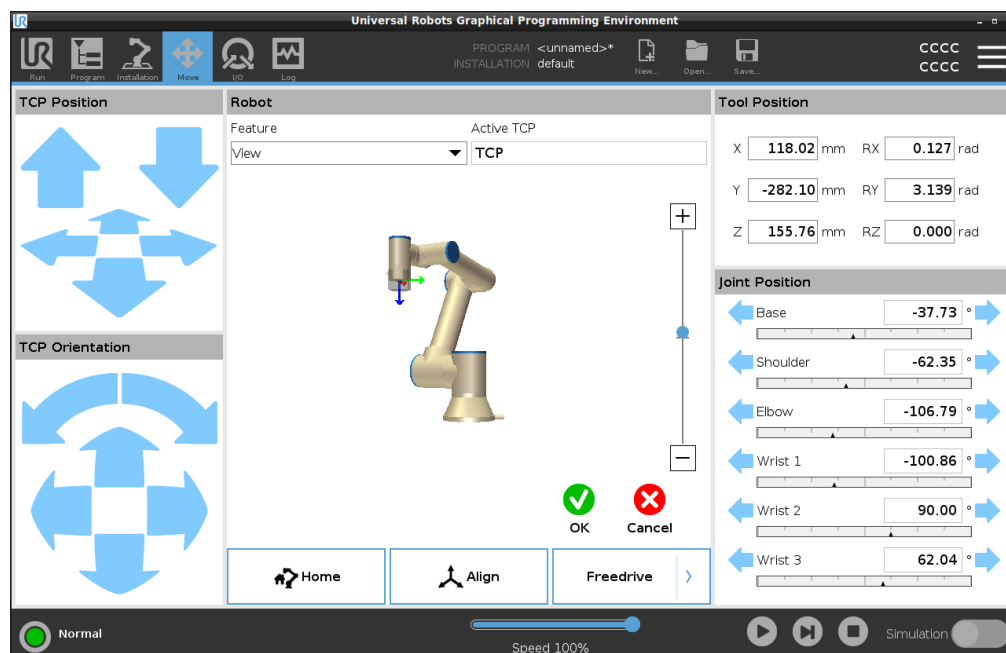 UR
Universal Robots Graphical Programming Environment
UR
Run
Program
Installation
Move
I/O
Log
PROGRAM <unnamed>*
INSTALLATION default
New...
Open...
Save...
CCCC
CCCC
TCP Position
Robot
Tool Position
Feature
Active TCP
View
TCP
X 118.02 mm RX 0.127 rad
Y -282.10 mm RY 3.139 rad
Z 155.76 mm RZ 0.000 rad
+
−
TCP Orientation
Joint Position
Base -37.73 °
Shoulder -62.35 °
Elbow -106.79 °
Wrist 1 -100.86 °
Wrist 2 90.00 °
Wrist 3 62.04 °
OK
Cancel
Home
Align
Freedrive
Normal
Speed 100%
Simulation